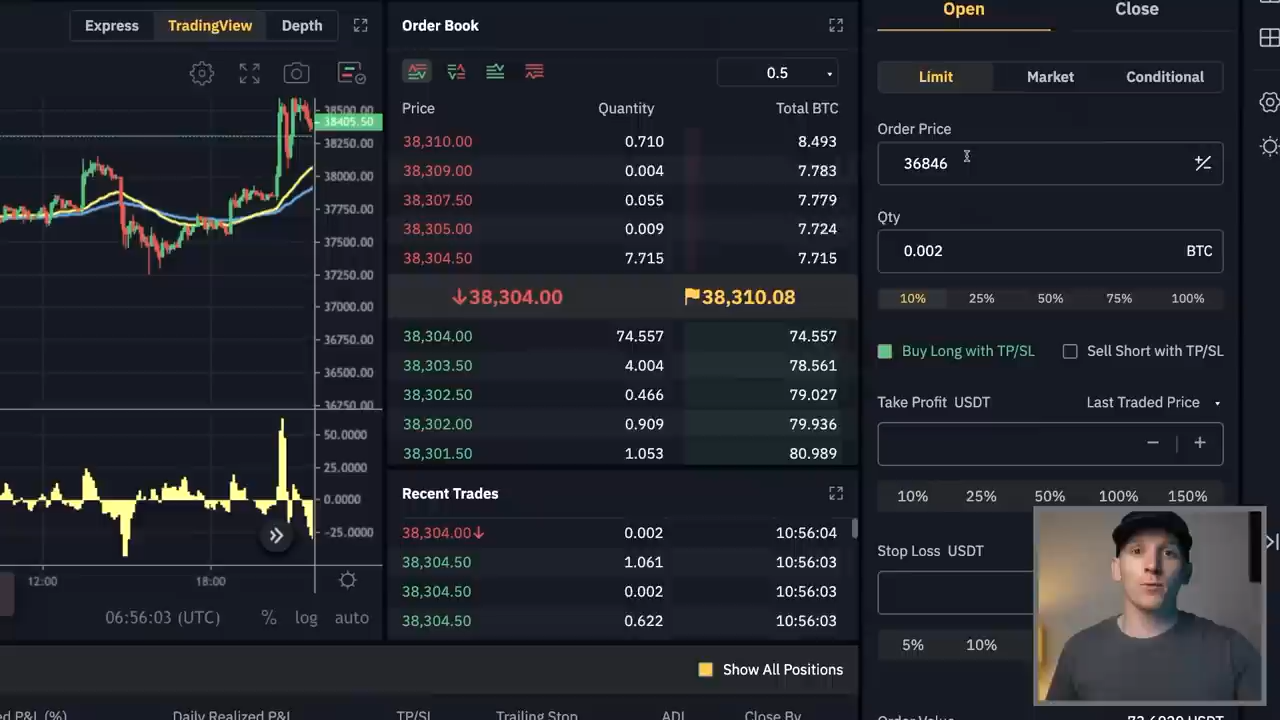 Express TradingView Depth
38500.00
38405.50
38250.00
38000.00
37750.00
37500.00
37250.00
37000.00
36750.00
36500.00
36250.00
50.0000
25.0000
0.0000
-25.0000
12:00 18:00
06:56:03 (UTC) % log auto
Order Book
0.5
Price Quantity Total BTC
38,310.00 0.710 8.493
38,309.00 0.004 7.783
38,307.50 0.055 7.779
38,305.00 0.009 7.724
38,304.50 7.715 7.715
↓38,304.00 38,310.08
38,304.00 74.557 74.557
38,303.50 4.004 78.561
38,302.50 0.466 79.027
38,302.00 0.909 79.936
38,301.50 1.053 80.989
Recent Trades
38,304.00↓ 0.002 10:56:04
38,304.50 1.061 10:56:03
38,304.50 0.002 10:56:03
38,304.50 0.622 10:56:03
Show All Positions
P&L (%) Daily Realized P&L TP/SL Trailing Stop ADL Close By
Open Close
Limit Market Conditional
Order Price
36846
Qty
0.002 BTC
10% 25% 50% 75% 100%
Buy Long with TP/SL Sell Short with TP/SL
Take Profit USDT Last Traded Price
− +
10% 25% 50% 100% 150%
Stop Loss USDT
5% 10%
Order Value